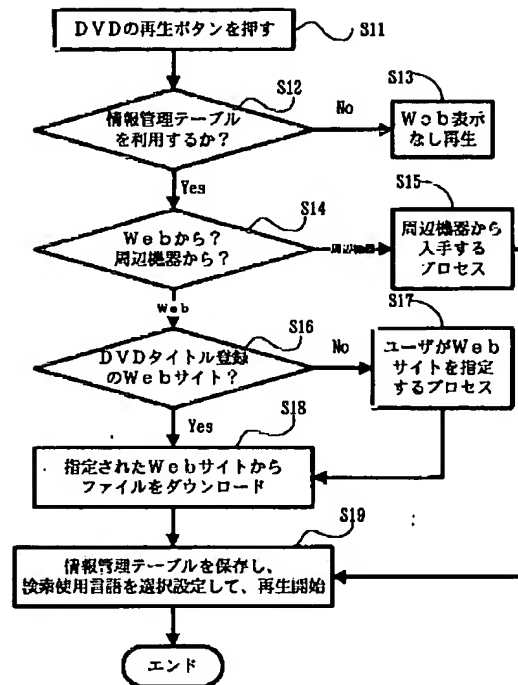 DVDの再生ボタンを押す
S11
S12
情報管理テーブル
を利用するか？
No
S13
Web表示
なし再生
Yes
S14
Webから？
周辺機器から？
周辺機器
S15
周辺機器から
入手する
プロセス
Web
S16
DVDタイトル登録
のWebサイト？
No
S17
ユーザがWeb
サイトを指定
するプロセス
Yes
S18
指定されたWebサイトから
ファイルをダウンロード
S19
情報管理テーブルを保存し、
検索使用言語を選択設定して、再生開始
エンド